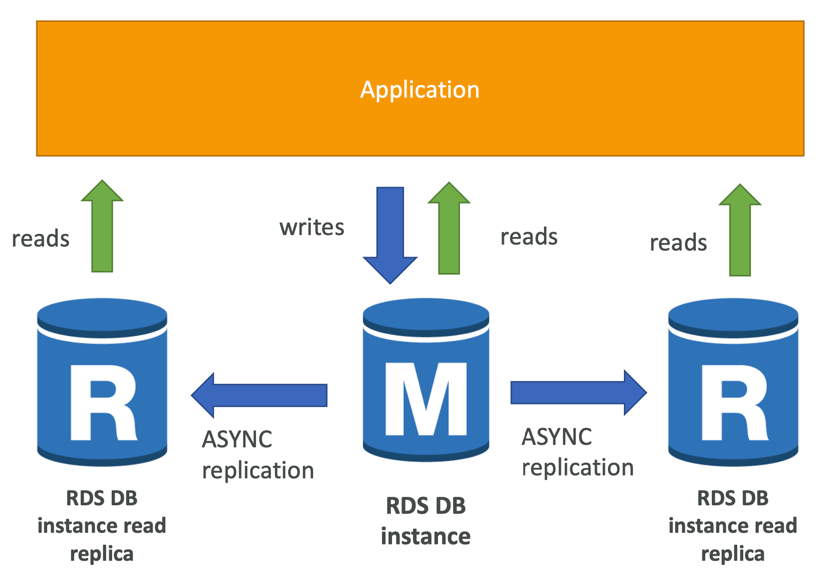 Application
reads
writes
reads
reads
R
M
R
ASYNC
replication
ASYNC
replication
RDS DB
instance read
replica
RDS DB
instance
RDS DB
instance read
replica